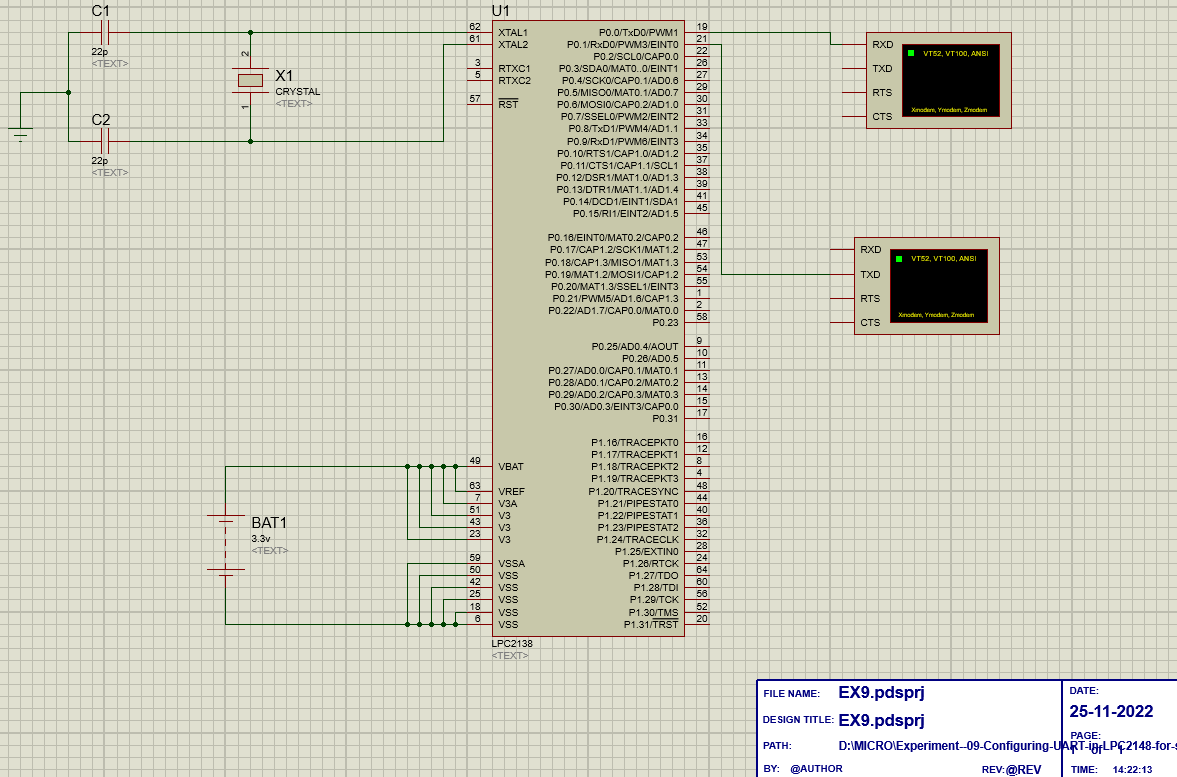 C1
22p
<TEXT>
2
X1
CRYSTAL
<TEXT>
1
C2
22p
<TEXT>
U1
62 XTAL1
61 XTAL2
3 RTXC1
5 RTXC2
57 RST
49 VBAT
63 VREF
7 V3A
51 V3
43 V3
23 V3
59 VSSA
50 VSS
42 VSS
25 VSS
18 VSS
6 VSS
P0.0/TxD0/PWM1 19
P0.1/RxD0/PWM3/EINT0 21
P0.2/SCL0/CAP0.0 22
P0.3/SDA0/MAT0..0/EINT1 26
P0.4/SCK0/CAP0.1/AD0.6 27
P0.5/MISO0/MAT0.1/AD0.7 29
P0.6/MOSI0/CAP0.2/AD1.0 30
P0.7/SSEL0/PWM2/EINT2 31
P0.8/TxD1/PWM4/AD1.1 33
P0.9/RxD1/PWM6/EINT3 34
P0.10/RTS1/CAP1.0/AD1.2 35
P0.11/CTS1/CAP1.1/SCL1 37
P0.12/DSR1/MAT1.0/AD1.3 38
P0.13/DTR1/MAT1.1/AD1.4 39
P0.14/DCD1/EINT1/SDA1 41
P0.15/RI1/EINT2/AD1.5 45
P0.16/EINT0/MAT0.2/CAP0.2 46
P0.17/CAP1.2/SCK1/MAT1.2 47
P0.18/CAP1.3/MISO1/MAT1.3 53
P0.19/MAT1.2/MOSI1/CAP1.2 54
P0.20/MAT1.3/SSEL1/EINT3 55
P0.21/PWM5/AD1.6/CAP1.3 1
P0.22/AD1.7/CAP0.0/MAT0.0 2
P0.23 58
P0.25/AD0.4/AOUT 9
P0.26/AD0.5 10
P0.27/AD0.0/CAP0.1/MAT0.1 11
P0.28/AD0.1/CAP0.2/MAT0.2 13
P0.29/AD0.2/CAP0.3/MAT0.3 14
P0.30/AD0.3/EINT3/CAP0.0 15
P0.31 17
P1.16/TRACEPKT0 16
P1.17/TRACEPKT1 12
P1.18/TRACEPKT2 8
P1.19/TRACEPKT3 4
P1.20/TRACESYNC 48
P1.21/PIPESTAT0 44
P1.22/PIPESTAT1 40
P1.23/PIPESTAT2 36
P1.24/TRACECLK 32
P1.25/EXTIN0 28
P1.26/RTCK 24
P1.27/TDO 64
P1.28/TDI 60
P1.29/TCK 56
P1.30/TMS 52
P1.31/TRST 20
LPC2138
<TEXT>
BAT1
3.3v
<TEXT>
RXD
TXD
RTS
CTS
VT52, VT100, ANSI
Xmodem, Ymodem, Zmodem
RXD
TXD
RTS
CTS
VT52, VT100, ANSI
Xmodem, Ymodem, Zmodem
FILE NAME: EX9.pdsprj
DESIGN TITLE: EX9.pdsprj
PATH: D:\MICRO\Experiment--09-Configuring-UART-in-LPC2148-for-s
BY: @AUTHOR
REV:@REV
DATE:
25-11-2022
PAGE:
1 of 1
TIME: 14:22:13